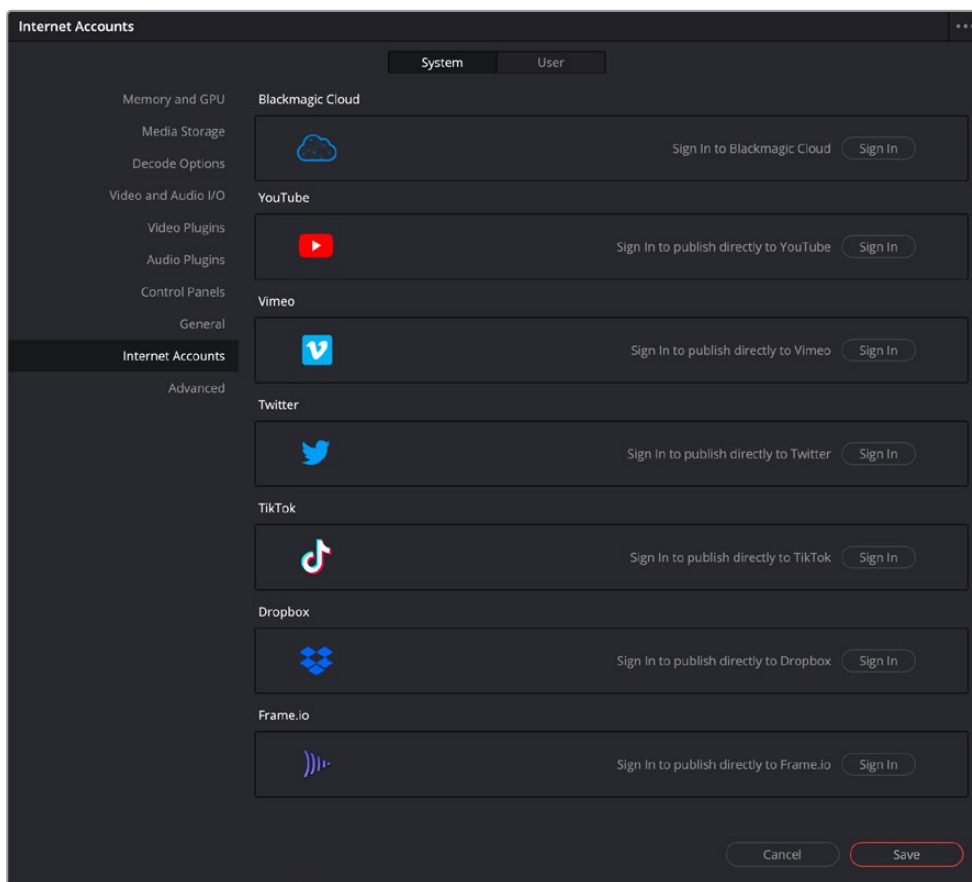 Internet Accounts
System User
Memory and GPU
Media Storage
Decode Options
Video and Audio I/O
Video Plugins
Audio Plugins
Control Panels
General
Internet Accounts
Advanced
Blackmagic Cloud
Sign In to Blackmagic Cloud Sign In
YouTube
Sign In to publish directly to YouTube Sign In
Vimeo
Sign In to publish directly to Vimeo Sign In
Twitter
Sign In to publish directly to Twitter Sign In
TikTok
Sign In to publish directly to TikTok Sign In
Dropbox
Sign In to publish directly to Dropbox Sign In
Frame.io
Sign In to publish directly to Frame.io Sign In
Cancel Save